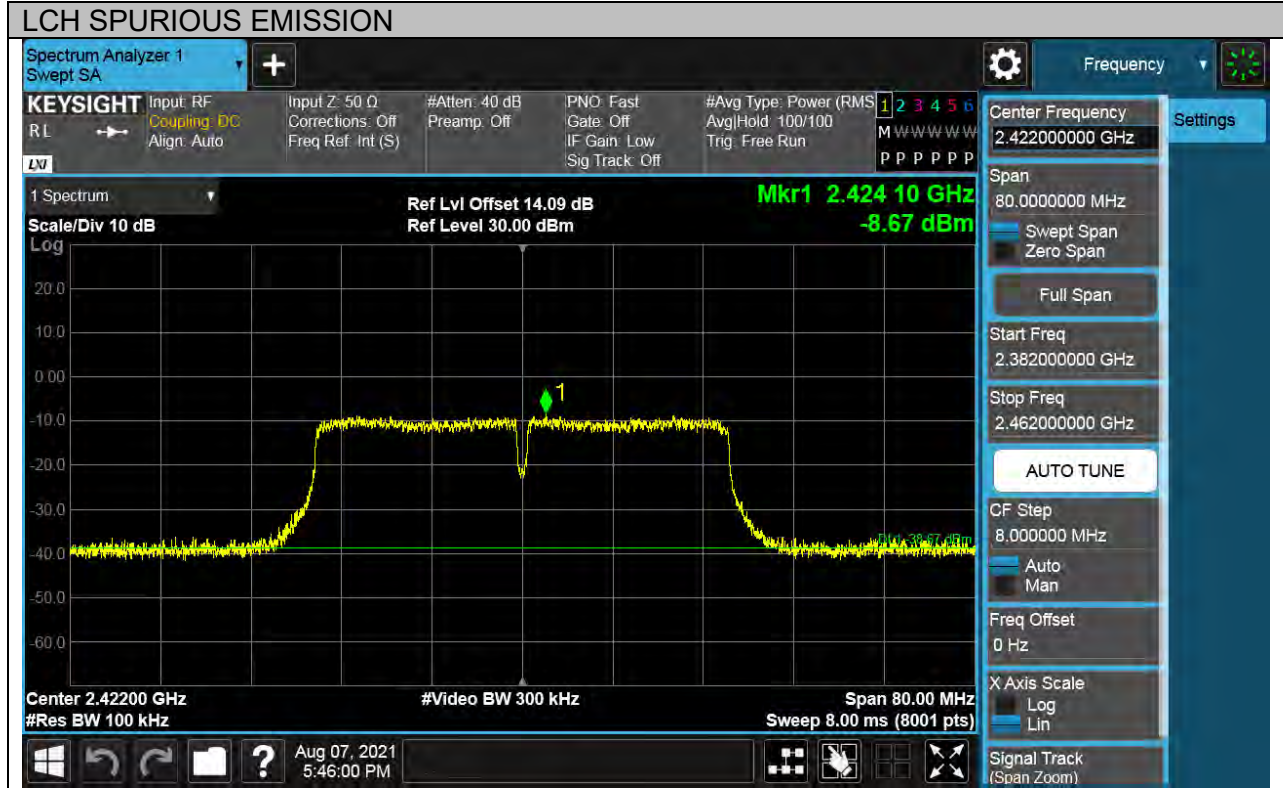 LCH SPURIOUS EMISSION
Spectrum Analyzer 1
Swept SA
+
Frequency
KEYSIGHT
RL
LXI
Input: RF
Coupling: DC
Align: Auto
Input Z: 50 Ω
Corrections: Off
Freq Ref: Int (S)
#Atten: 40 dB
Preamp: Off
PNO: Fast
Gate: Off
IF Gain: Low
Sig Track: Off
#Avg Type: Power (RMS
Avg|Hold: 100/100
Trig: Free Run
1 2 3 4 5 6
M W W W W W
P P P P P P
Center Frequency
2.422000000 GHz
Settings
1 Spectrum
Scale/Div 10 dB
Ref Lvl Offset 14.09 dB
Ref Level 30.00 dBm
Mkr1 2.424 10 GHz
-8.67 dBm
Log
20.0
10.0
0.00
-10.0
-20.0
-30.0
-40.0
-50.0
-60.0
1
Center 2.42200 GHz
#Res BW 100 kHz
#Video BW 300 kHz
Span 80.00 MHz
Sweep 8.00 ms (8001 pts)
Span
80.0000000 MHz
Swept Span
Zero Span
Full Span
Start Freq
2.382000000 GHz
Stop Freq
2.462000000 GHz
AUTO TUNE
CF Step
8.000000 MHz
Auto
Man
Freq Offset
0 Hz
X Axis Scale
Log
Lin
Signal Track
(Span Zoom)
?
Aug 07, 2021
5:46:00 PM